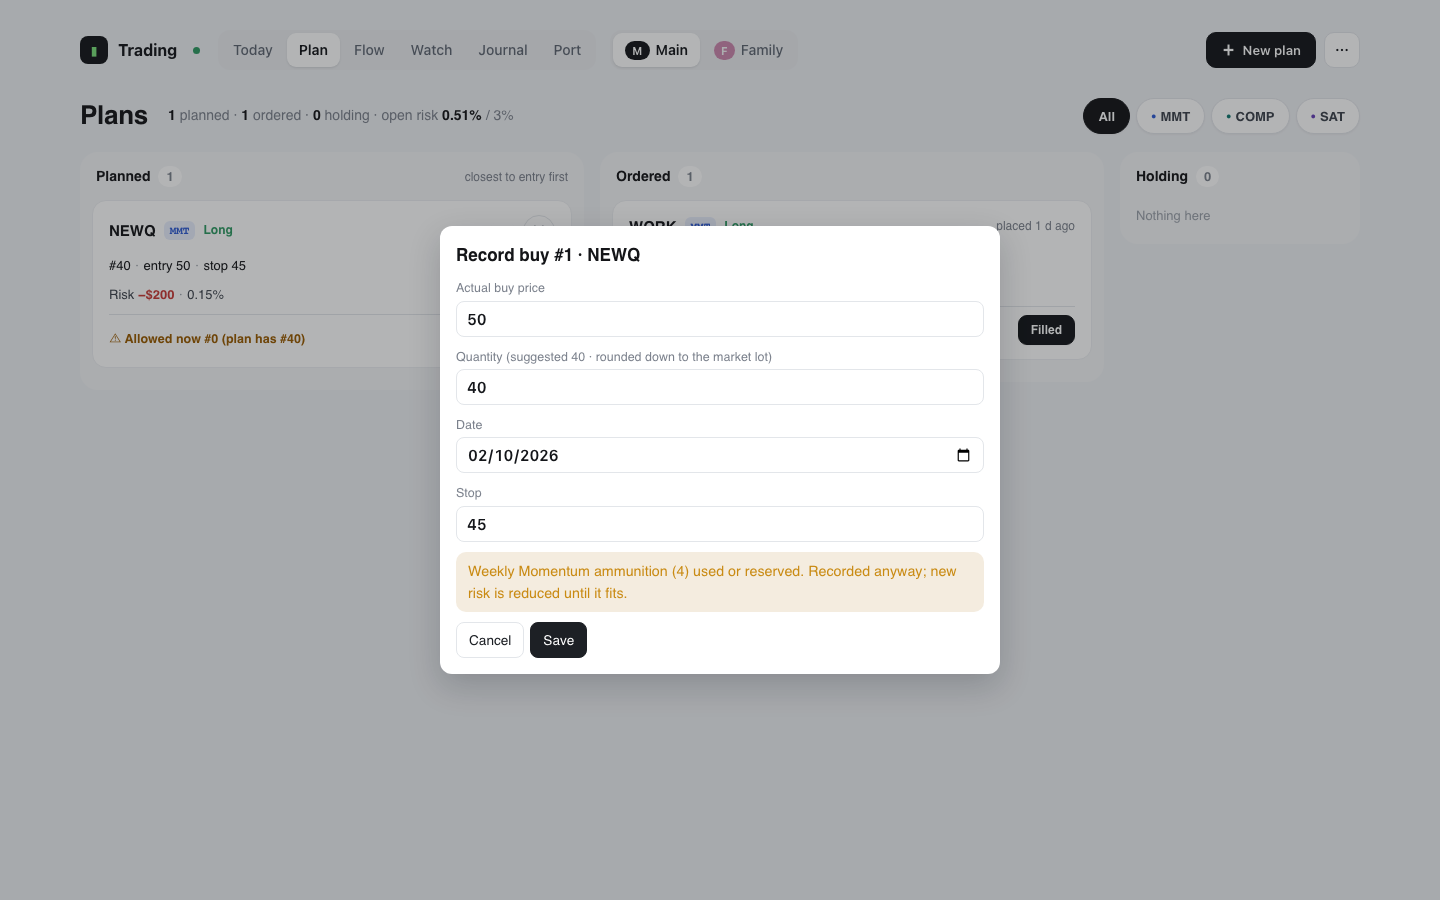 Trading
Today
Plan
Flow
Watch
Journal
Port
M Main
F Family
+ New plan
...
Plans
1 planned · 1 ordered · 0 holding · open risk 0.51% / 3%
All
• MMT
• COMP
• SAT
Planned 1
closest to entry first
Ordered 1
Holding 0
NEWQ MMT Long
#40 · entry 50 · stop 45
Risk −$200 · 0.15%
⚠ Allowed now #0 (plan has #40)
WORK MMT Long
placed 1 d ago
Filled
Nothing here
Record buy #1 · NEWQ
Actual buy price
50
Quantity (suggested 40 · rounded down to the market lot)
40
Date
02/10/2026
Stop
45
Weekly Momentum ammunition (4) used or reserved. Recorded anyway; new
risk is reduced until it fits.
Cancel
Save